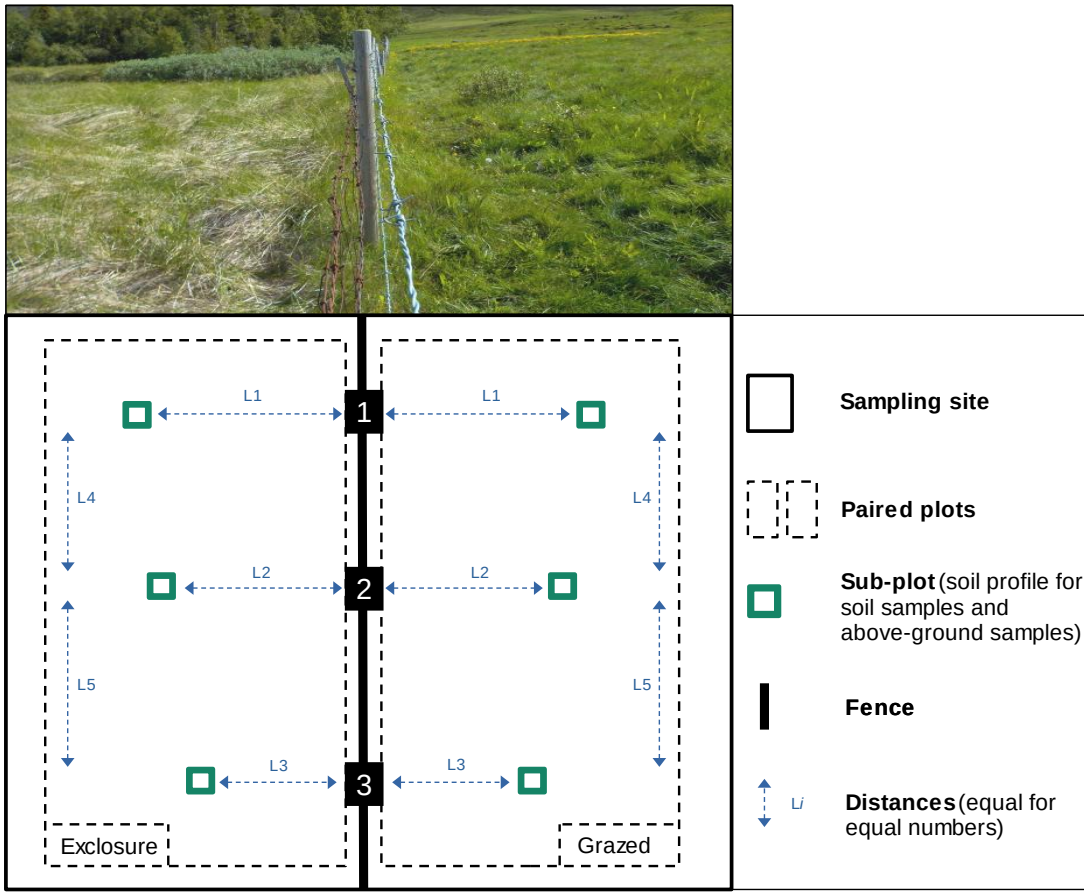 L1
L1
1
Sampling site
L4
L4
Paired plots
L2
L2
2
Sub-plot (soil profile for
soil samples and
above-ground samples)
L5
L5
Fence
L3
L3
3
Li
Distances (equal for
equal numbers)
Exclosure
Grazed